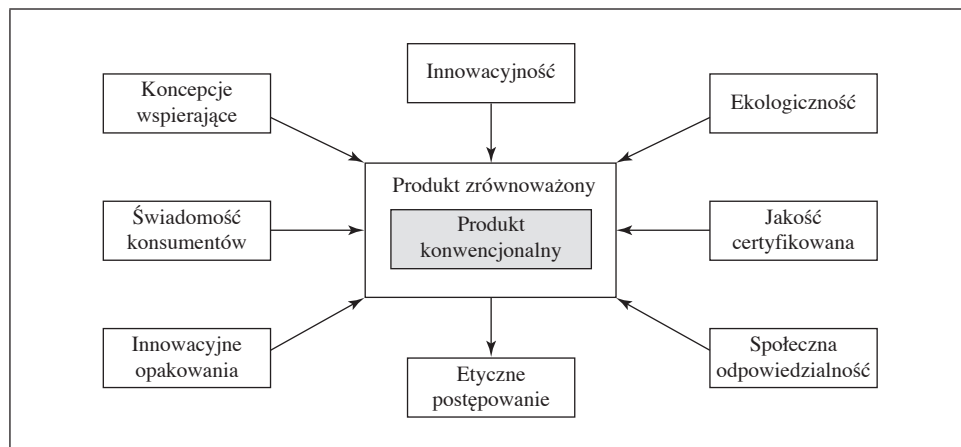 Innowacyjność
Koncepcje
wspierające
Ekologiczność
Produkt zrównoważony
Produkt
konwencjonalny
Świadomość
konsumentów
Jakość
certyfikowana
Innowacyjne
opakowania
Etyczne
postępowanie
Społeczna
odpowiedzialność